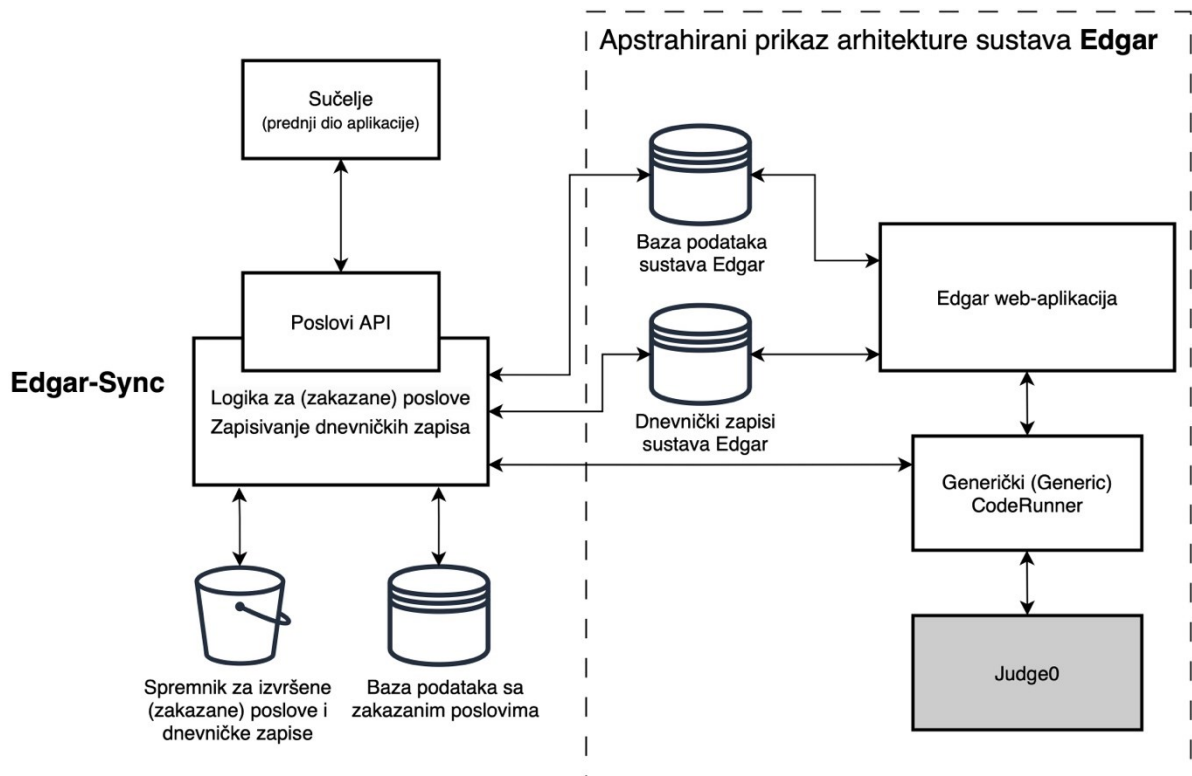 Apstrahirani prikaz arhitekture sustava Edgar
Sučelje
(prednji dio aplikacije)
Baza podataka
sustava Edgar
Edgar web-aplikacija
Poslovi API
Edgar-Sync
Logika za (zakazane) poslove
Zapisivanje dnevničkih zapisa
Dnevnički zapisi
sustava Edgar
Generički (Generic)
CodeRunner
Judge0
Spremnik za izvršene
(zakazane) poslove i
dnevničke zapise
Baza podataka sa
zakazanim poslovima